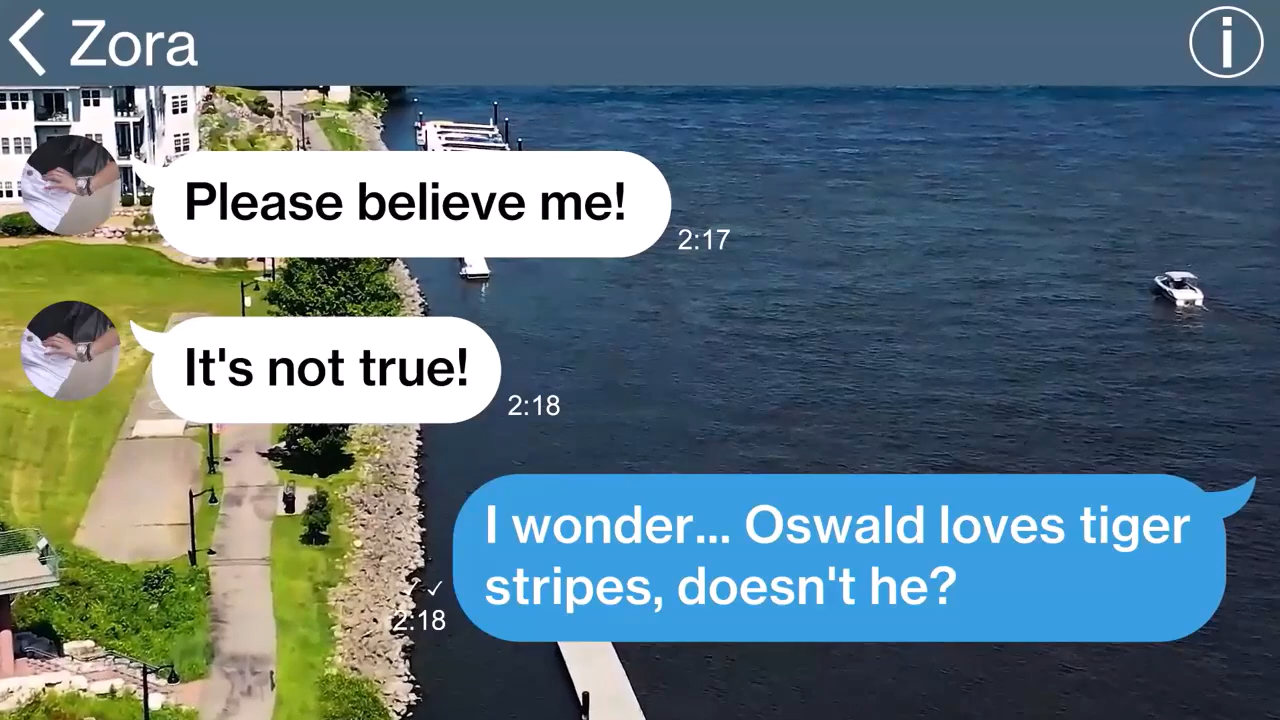 Zora
i
Please believe me!
2:17
It's not true!
2:18
I wonder... Oswald loves tiger
stripes, doesn't he?
2:18